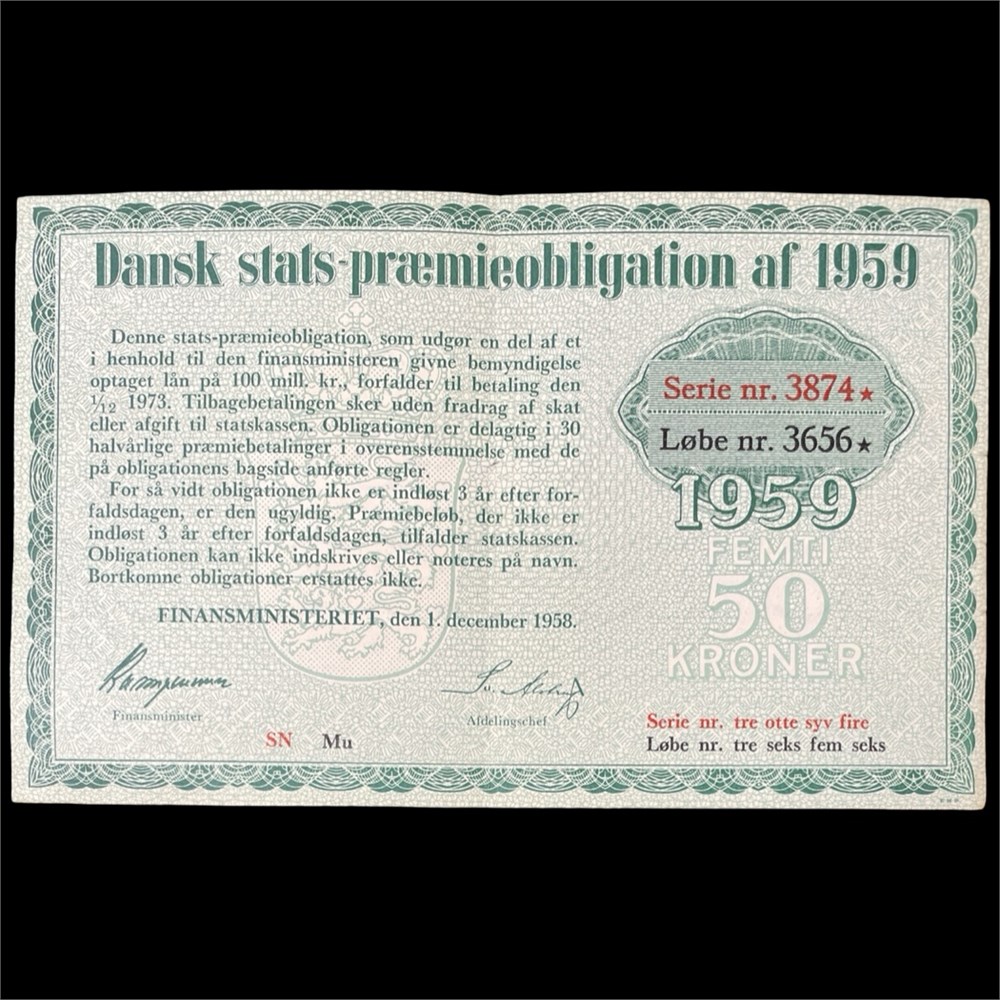 Dansk stats-præmieobligation af 1959
Denne stats-præmieobligation, som udgør en del af et
i henhold til den finansministeren givne bemyndigelse
optaget lån på 100 mill. kr., forfalder til betaling den
1/12 1973. Tilbagebetalingen sker uden fradrag af skat
eller afgift til statskassen. Obligationen er delagtig i 30
halvårlige præmiebetalinger i overensstemmelse med de
på obligationens bagside anførte regler.
For så vidt obligationen ikke er indløst 3 år efter for-
faldsdagen, er den ugyldig. Præmiebeløb, der ikke er
indløst 3 år efter forfaldsdagen, tilfalder statskassen.
Obligationen kan ikke indskrives eller noteres på navn.
Bortkomne obligationer erstattes ikke.
FINANSMINISTERIET, den 1. december 1958.
Finansminister
Afdelingschef
SN Mu
Serie nr. 3874★
Løbe nr. 3656★
1959
FEMTI
50
KRONER
Serie nr. tre otte syv fire
Løbe nr. tre seks fem seks